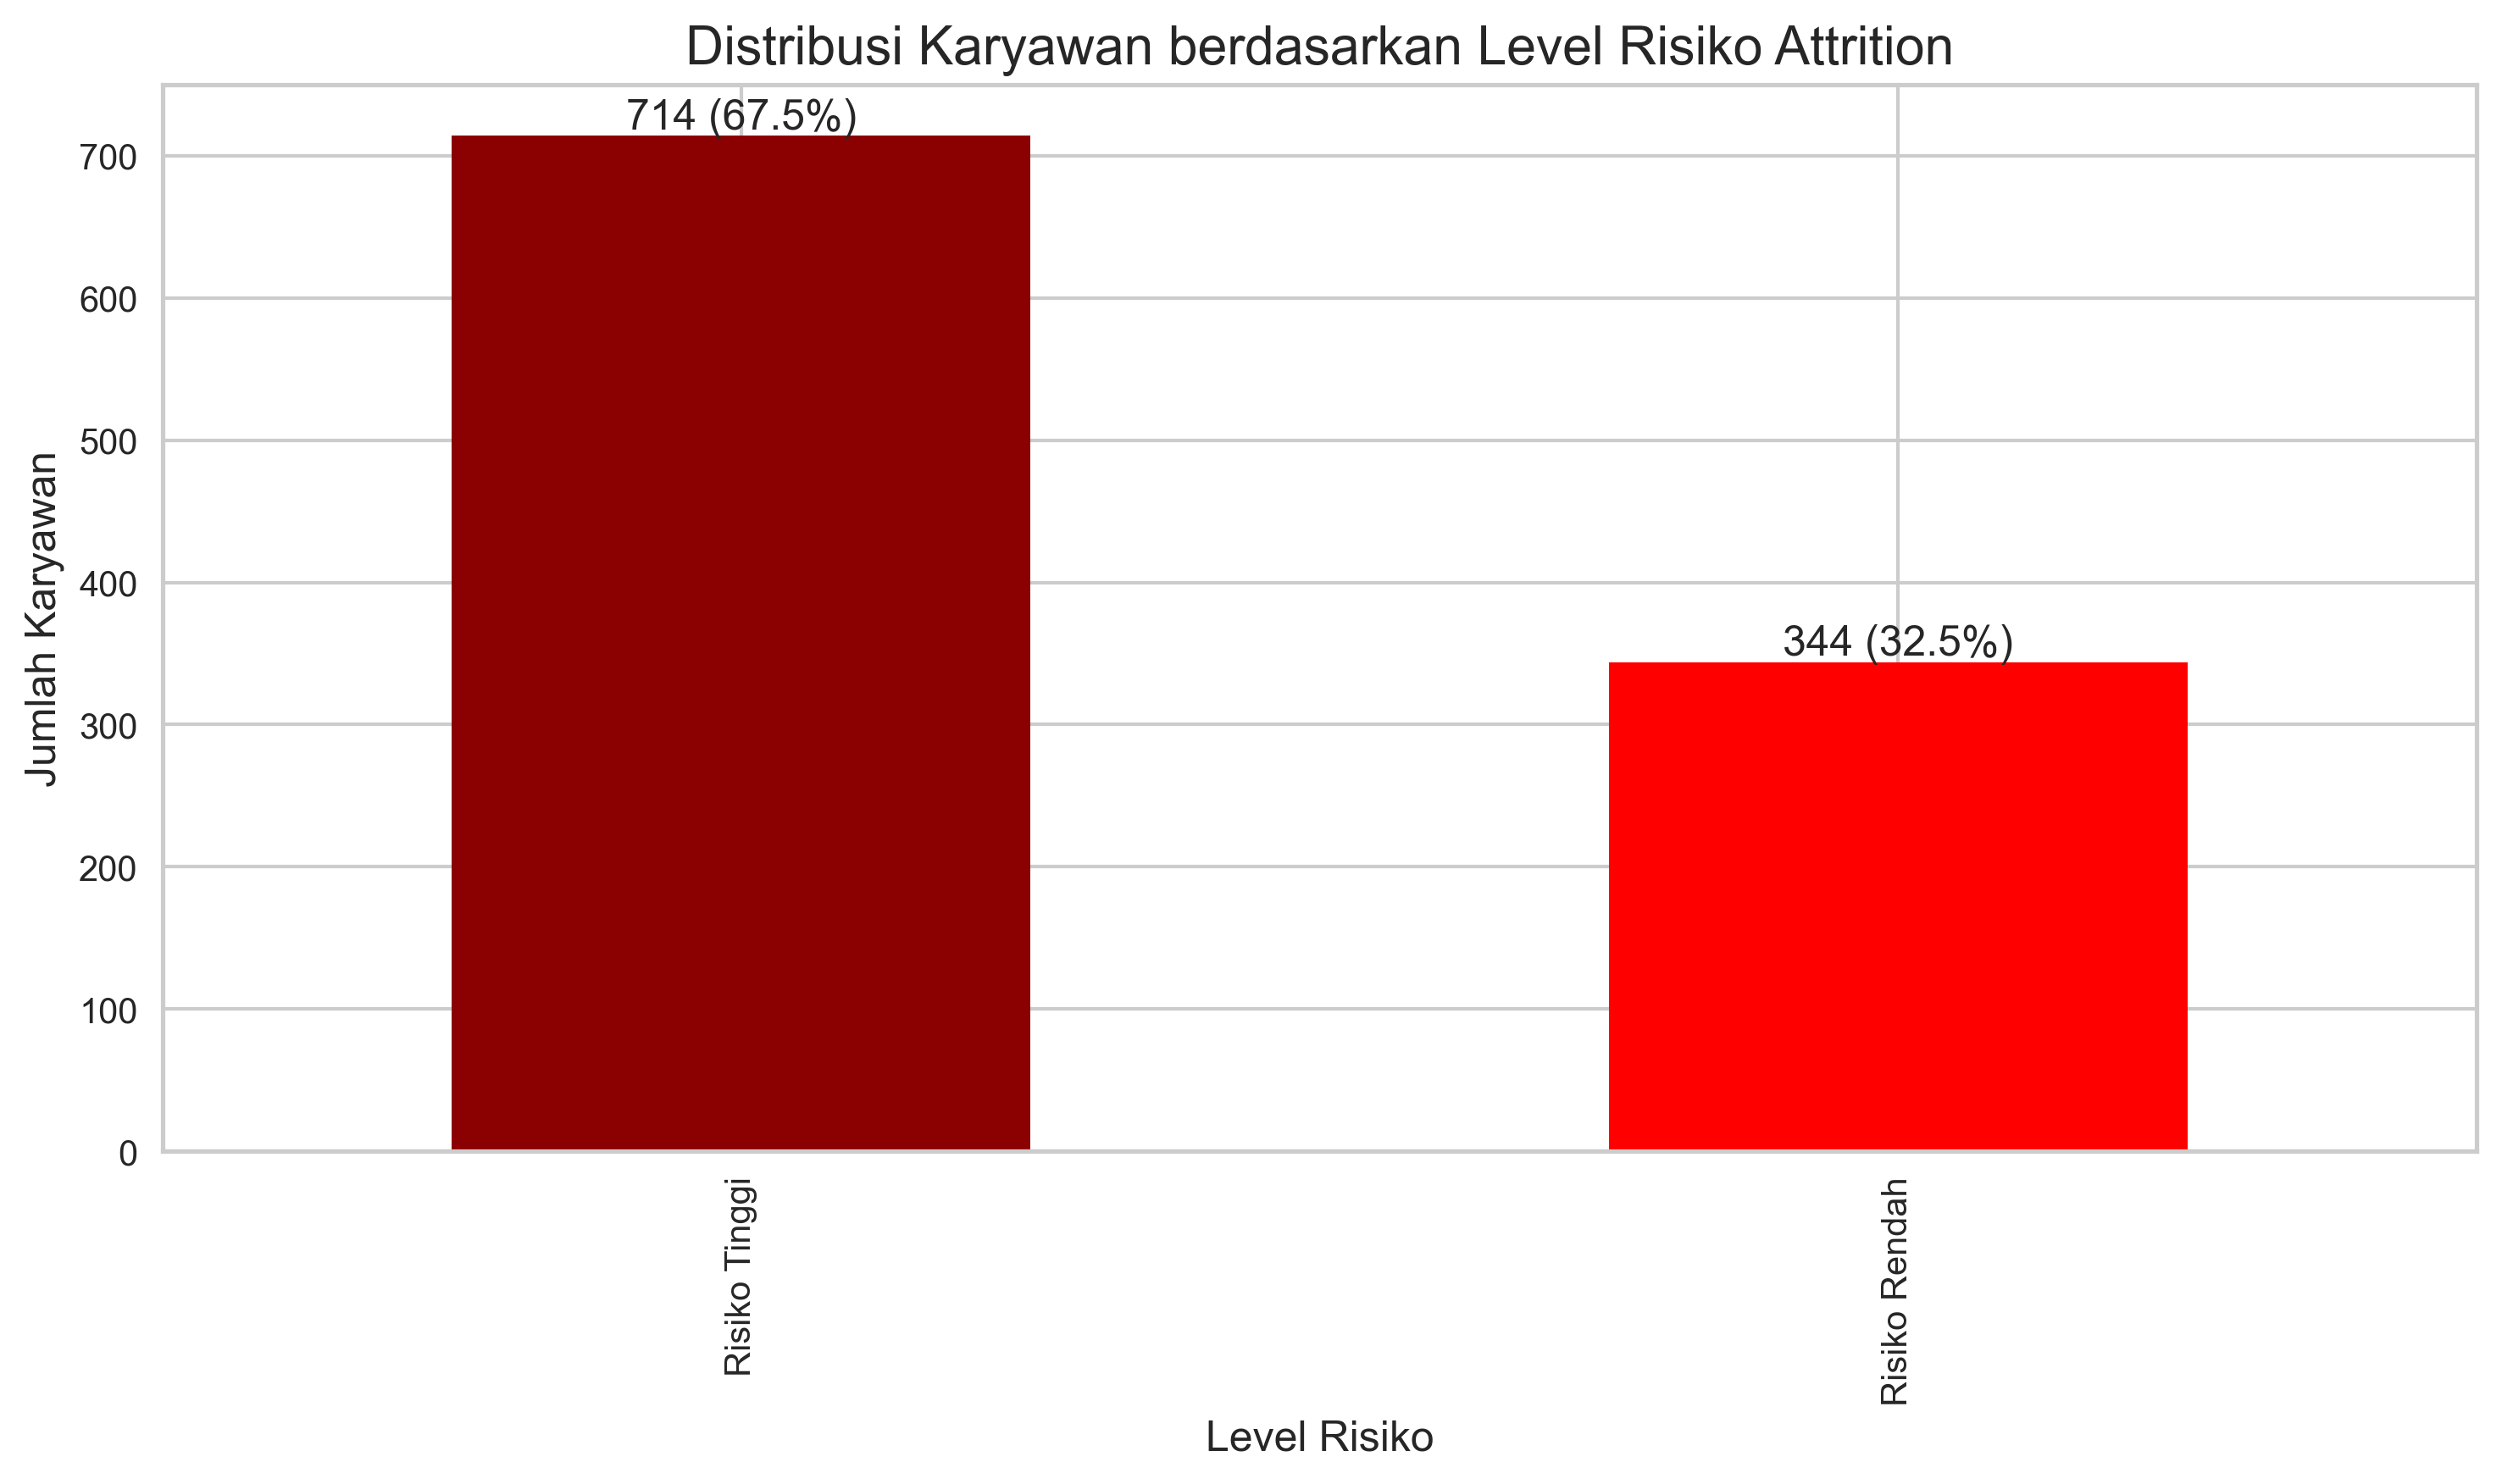 Distribusi Karyawan berdasarkan Level Risiko Attrition
714 (67.5%)
700
600
500
400
344 (32.5%)
300
200
100
0
Jumlah Karyawan
Risiko Tinggi
Risiko Rendah
Level Risiko